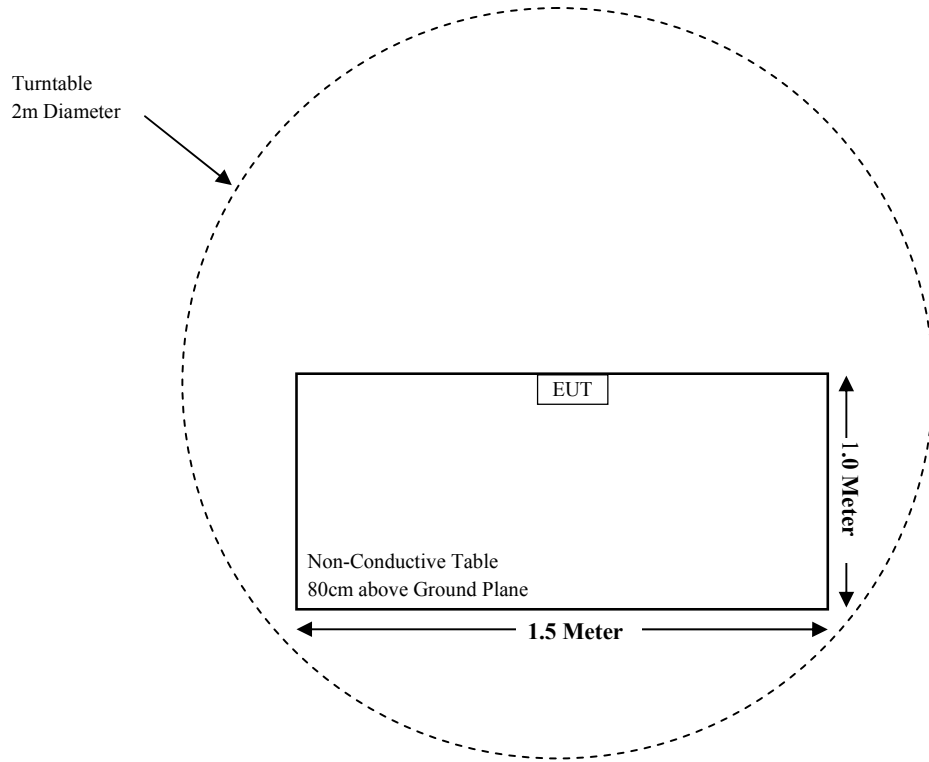 Turntable
2m Diameter
EUT
1.0 Meter
Non-Conductive Table
80cm above Ground Plane
1.5 Meter